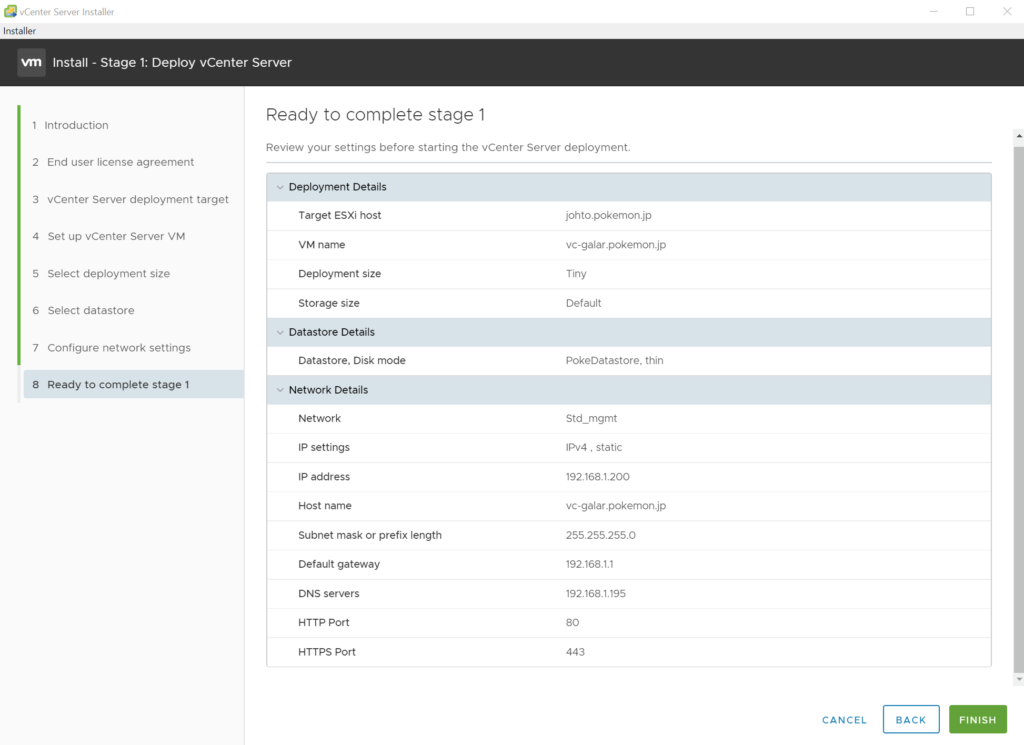 vCenter Server Installer
Installer
vm Install - Stage 1: Deploy vCenter Server
1 Introduction
2 End user license agreement
3 vCenter Server deployment target
4 Set up vCenter Server VM
5 Select deployment size
6 Select datastore
7 Configure network settings
8 Ready to complete stage 1
Ready to complete stage 1
Review your settings before starting the vCenter Server deployment.
Deployment Details
Target ESXi host johto.pokemon.jp
VM name vc-galar.pokemon.jp
Deployment size Tiny
Storage size Default
Datastore Details
Datastore, Disk mode PokeDatastore, thin
Network Details
Network Std_mgmt
IP settings IPv4 , static
IP address 192.168.1.200
Host name vc-galar.pokemon.jp
Subnet mask or prefix length 255.255.255.0
Default gateway 192.168.1.1
DNS servers 192.168.1.195
HTTP Port 80
HTTPS Port 443
CANCEL BACK FINISH